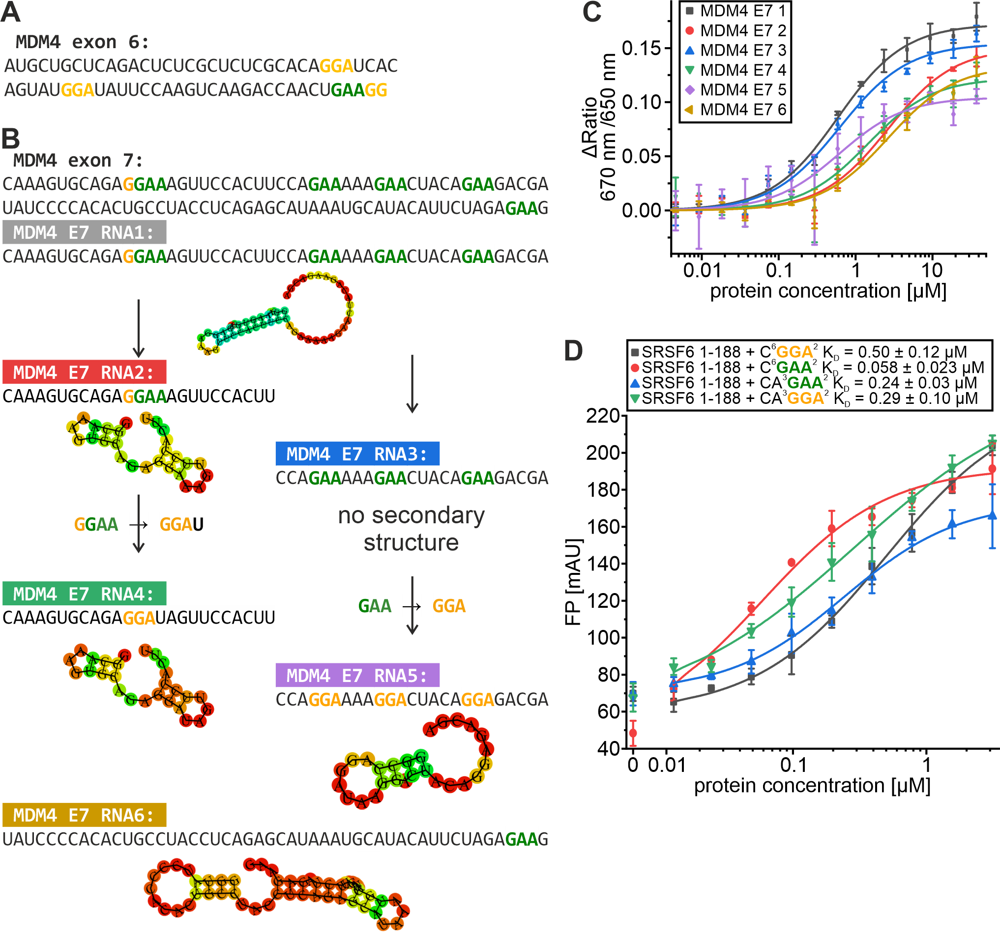 A
MDM4 exon 6:
AUGCUGCUCAGACUCUCGCUCUCGCACAGGAUCAC
AGUAUGGAUAUUCCAAGUCAAGACCAACUGAAGG
B
MDM4 exon 7:
CAAAGUGCAGAGGAAAGUUCCACUUCCAGAAAAAGAACUACAGAAGACGA
UAUCCCCACACUGCCUACCUCAGAGCAUAAAUGCAUACAUUCUAGAGAAG
MDM4 E7 RNA1:
CAAAGUGCAGAGGAAAGUUCCACUUCCAGAAAAAGAACUACAGAAGACGA
MDM4 E7 RNA2:
CAAAGUGCAGAGGAAAGUUCCACUU
GGAA → GGAU
MDM4 E7 RNA4:
CAAAGUGCAGAGGAUAGUUCCACUU
MDM4 E7 RNA3:
CCAGAAAAAGAACUACAGAAGACGA
no secondary
structure
GAA → GGA
MDM4 E7 RNA5:
CCAGGAAAAGGACUACAGGAGACGA
MDM4 E7 RNA6:
UAUCCCCACACUGCCUACCUCAGAGCAUAAAUGCAUACAUUCUAGAGAAG
C
MDM4 E7 1
MDM4 E7 2
MDM4 E7 3
MDM4 E7 4
MDM4 E7 5
MDM4 E7 6
ΔRatio
670 nm /650 nm
0.15
0.10
0.05
0.00
0.01 0.1 1 10
protein concentration [µM]
D
SRSF6 1-188 + C⁶GGA² K_D = 0.50 ± 0.12 µM
SRSF6 1-188 + C⁶GAA² K_D = 0.058 ± 0.023 µM
SRSF6 1-188 + CA³GAA² K_D = 0.24 ± 0.03 µM
SRSF6 1-188 + CA³GGA² K_D = 0.29 ± 0.10 µM
FP [mAU]
220
200
180
160
140
120
100
80
60
40
0 0.01 0.1 1
protein concentration [µM]